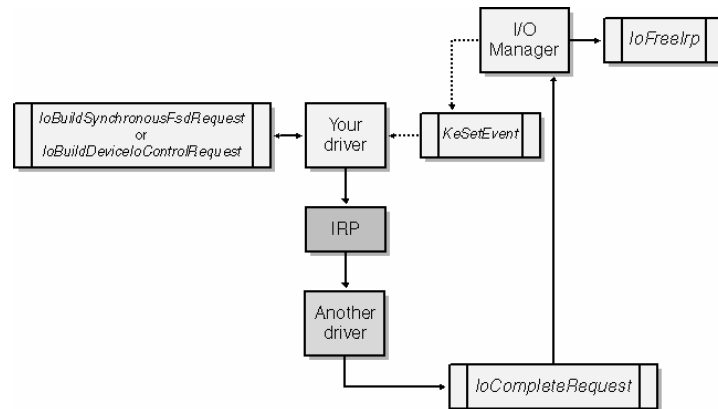 I/O
Manager
IoFreeIrp
IoBuildSynchronousFsdRequest
or
IoBuildDeviceIoControlRequest
Your
driver
KeSetEvent
IRP
Another
driver
IoCompleteRequest